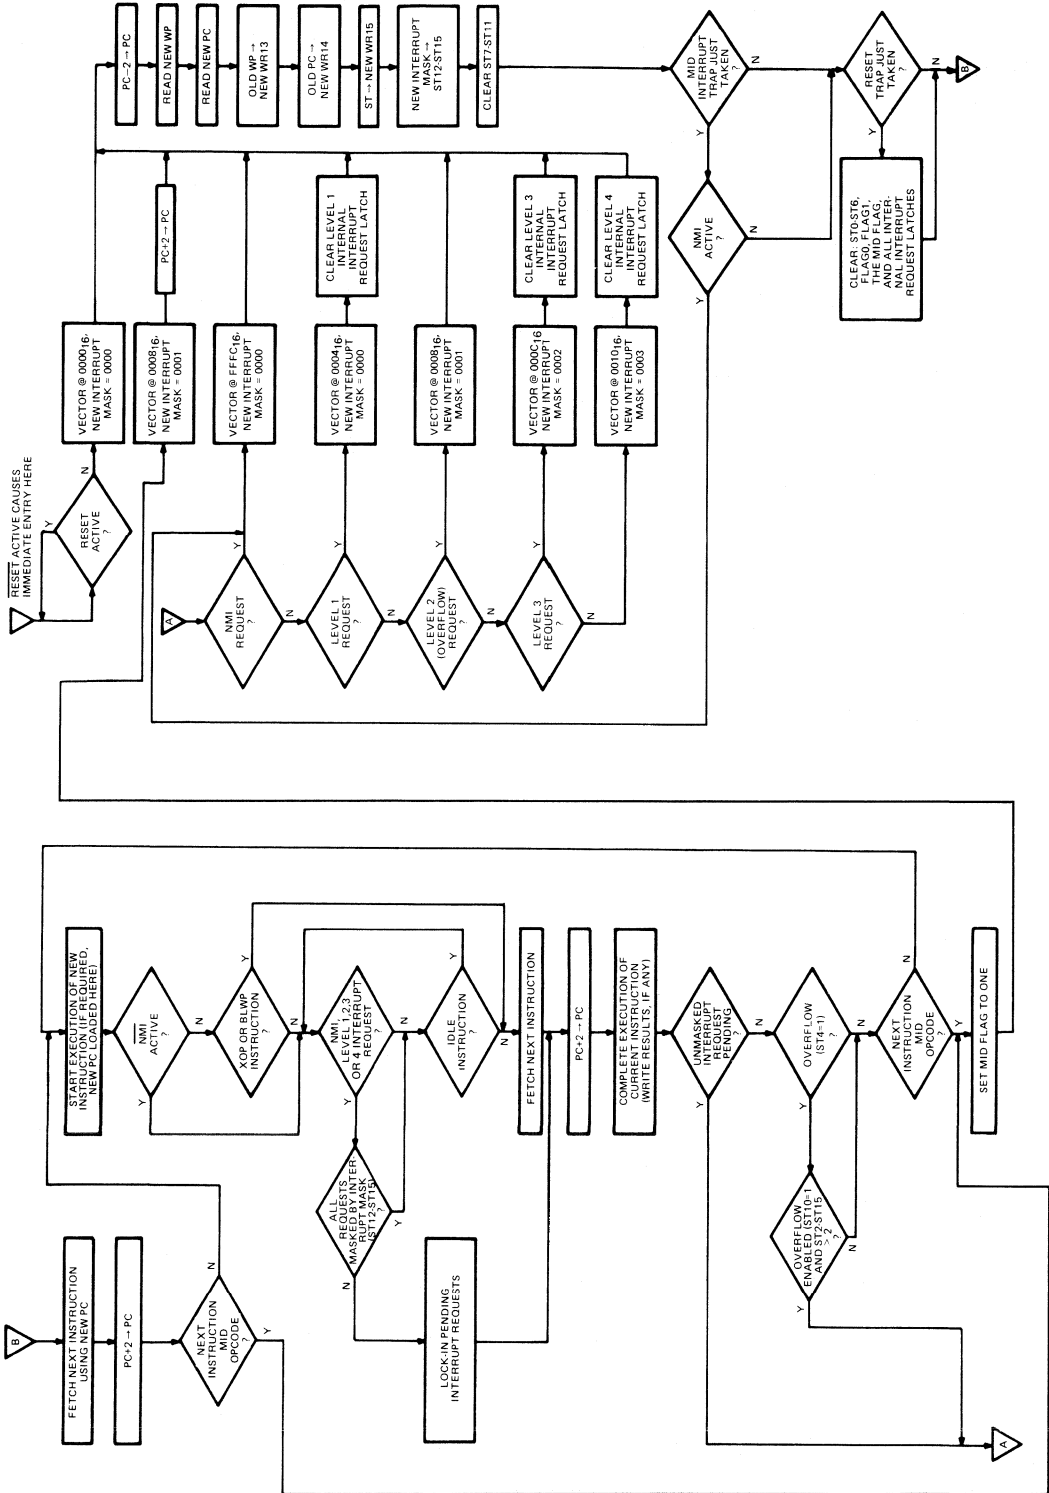 B
FETCH NEXT INSTRUCTION
USING NEW PC
PC+2→PC
NEXT
INSTRUCTION
MID
OPCODE
?
N
Y
START EXECUTION OF NEW
INSTRUCTION (IF REQUIRED,
NEW PC LOADED HERE)
NMI
ACTIVE
?
N
Y
XOP OR BLWP
INSTRUCTION
?
Y
N
NMI,
LEVEL 1,2,3
OR 4 INTERRUPT
REQUEST
?
Y
N
ALL
REQUESTS
MASKED BY INTER-
RUPT MASK
(ST12-ST15)
?
Y
N
LOCK-IN PENDING
INTERRUPT REQUESTS
IDLE
INSTRUCTION
?
Y
N
FETCH NEXT INSTRUCTION
PC+2→PC
COMPLETE EXECUTION OF
CURRENT INSTRUCTION
(WRITE RESULTS, IF ANY)
UNMASKED
INTERRUPT
REQUEST
PENDING
?
Y
N
OVERFLOW
(ST4=1)
?
Y
N
OVERFLOW
ENABLED (ST10=1
AND ST2-ST15
> 2
?
N
Y
NEXT
INSTRUCTION
MID
OPCODE
?
N
Y
SET MID FLAG TO ONE
A
RESET ACTIVE CAUSES
IMMEDIATE ENTRY HERE
RESET
ACTIVE
?
Y
N
VECTOR @ 000016,
NEW INTERRUPT
MASK = 0000
VECTOR @ 000816,
NEW INTERRUPT
MASK = 0001
PC+2→PC
A
NMI
REQUEST
?
Y
N
VECTOR @ FFFC16,
NEW INTERRUPT
MASK = 0000
LEVEL 1
REQUEST
?
Y
N
VECTOR @ 000416,
NEW INTERRUPT
MASK = 0000
CLEAR LEVEL 1
INTERNAL
INTERRUPT
REQUEST LATCH
LEVEL 2
(OVERFLOW)
REQUEST
?
Y
N
VECTOR @ 000816,
NEW INTERRUPT
MASK = 0001
LEVEL 3
REQUEST
?
Y
N
VECTOR @ 000C16
NEW INTERRUPT
MASK = 0002
CLEAR LEVEL 3
INTERNAL
INTERRUPT
REQUEST LATCH
VECTOR @ 001016,
NEW INTERRUPT
MASK = 0003
CLEAR LEVEL 4
INTERNAL
INTERRUPT
REQUEST LATCH
PC−2→PC
READ NEW WP
READ NEW PC
OLD WP→
NEW WR13
OLD PC→
NEW WR14
ST→NEW WR15
NEW INTERRUPT
MASK→
ST12-ST15
CLEAR ST7-ST11
MID
INTERRUPT
TRAP JUST
TAKEN
?
Y
N
NMI
ACTIVE
?
Y
N
RESET
TRAP JUST
TAKEN
?
Y
N
CLEAR: ST0-ST6,
FLAG0, FLAG1,
THE MID FLAG,
AND ALL INTER-
NAL INTERRUPT
REQUEST LATCHES
B